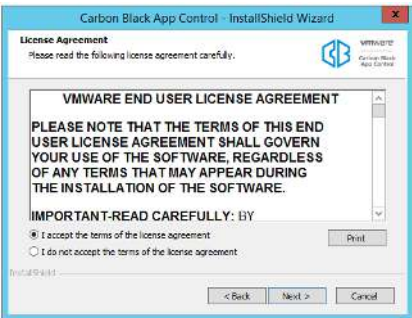 Carbon Black App Control - InstallShield Wizard
x
License Agreement
Please read the following license agreement carefully.
vmware
Carbon Black
App Control
VMWARE END USER LICENSE AGREEMENT
PLEASE NOTE THAT THE TERMS OF THIS END
USER LICENSE AGREEMENT SHALL GOVERN
YOUR USE OF THE SOFTWARE, REGARDLESS
OF ANY TERMS THAT MAY APPEAR DURING
THE INSTALLATION OF THE SOFTWARE.
IMPORTANT-READ CAREFULLY: BY
I accept the terms of the license agreement
Print
I do not accept the terms of the license agreement
InstallShield
< Back
Next >
Cancel